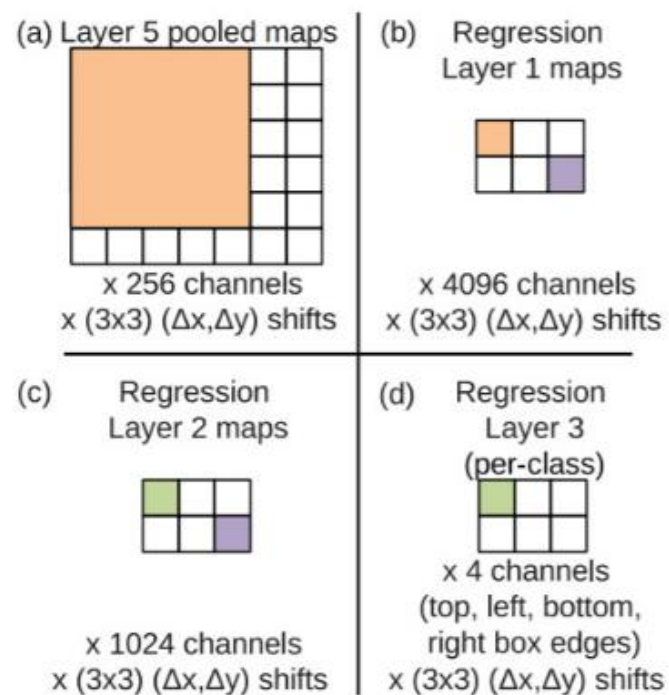 (a) Layer 5 pooled maps
x 256 channels
x (3x3) (Δx,Δy) shifts
(b) Regression
Layer 1 maps
x 4096 channels
x (3x3) (Δx,Δy) shifts
(c) Regression
Layer 2 maps
x 1024 channels
x (3x3) (Δx,Δy) shifts
(d) Regression
Layer 3
(per-class)
x 4 channels
(top, left, bottom,
right box edges)
x (3x3) (Δx,Δy) shifts